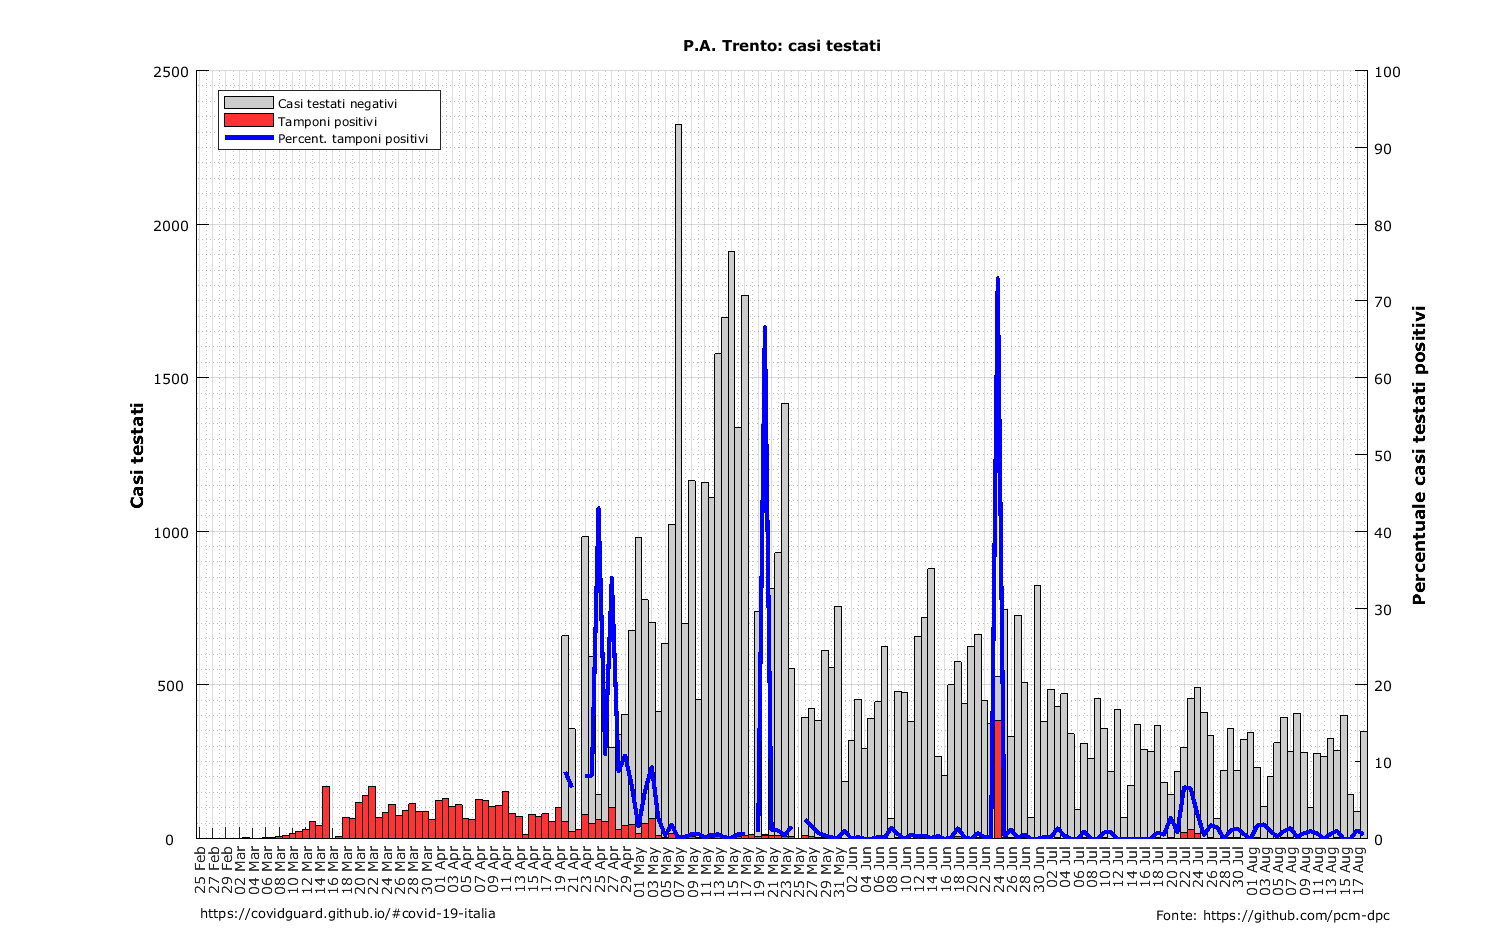 P.A. Trento: casi testati
Casi testati negativi
Tamponi positivi
Percent. tamponi positivi
Casi testati
2500
2000
1500
1000
500
0
100
90
80
70
60
50
40
30
20
10
0
Percentuale casi testati positivi
25 Feb
27 Feb
29 Feb
02 Mar
04 Mar
06 Mar
08 Mar
10 Mar
12 Mar
14 Mar
16 Mar
18 Mar
20 Mar
22 Mar
24 Mar
26 Mar
28 Mar
30 Mar
01 Apr
03 Apr
05 Apr
07 Apr
09 Apr
11 Apr
13 Apr
15 Apr
17 Apr
19 Apr
21 Apr
23 Apr
25 Apr
27 Apr
29 Apr
01 May
03 May
05 May
07 May
09 May
11 May
13 May
15 May
17 May
19 May
21 May
23 May
25 May
27 May
29 May
31 May
02 Jun
04 Jun
06 Jun
08 Jun
10 Jun
12 Jun
14 Jun
16 Jun
18 Jun
20 Jun
22 Jun
24 Jun
26 Jun
28 Jun
30 Jun
02 Jul
04 Jul
06 Jul
08 Jul
10 Jul
12 Jul
14 Jul
16 Jul
18 Jul
20 Jul
22 Jul
24 Jul
26 Jul
28 Jul
30 Jul
01 Aug
03 Aug
05 Aug
07 Aug
09 Aug
11 Aug
13 Aug
15 Aug
17 Aug
https://covidguard.github.io/#covid-19-italia
Fonte: https://github.com/pcm-dpc